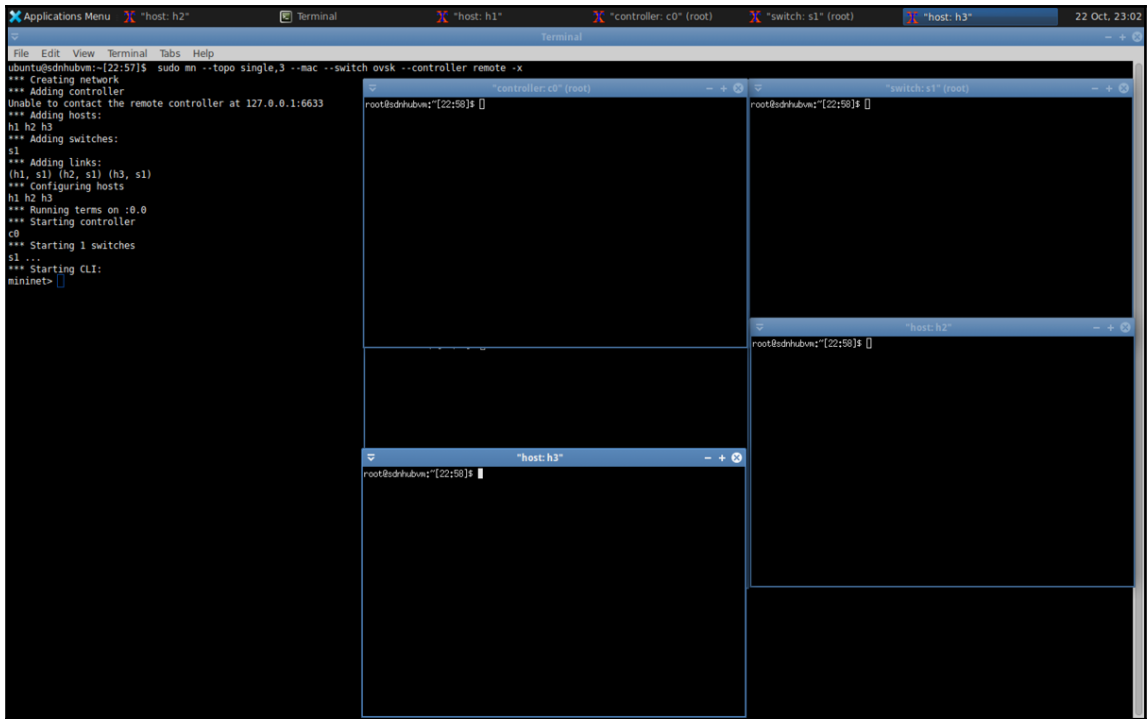 Applications Menu "host: h2" Terminal "host: h1" "controller: c0" (root) "switch: s1" (root) "host: h3" 22 Oct, 23:02
Terminal
File Edit View Terminal Tabs Help
ubuntu@sdnhubvm:~[22:57]$ sudo mn --topo single,3 --mac --switch ovsk --controller remote -x
*** Creating network
*** Adding controller
Unable to contact the remote controller at 127.0.0.1:6633
*** Adding hosts:
h1 h2 h3
*** Adding switches:
s1
*** Adding links:
(h1, s1) (h2, s1) (h3, s1)
*** Configuring hosts
h1 h2 h3
*** Running terms on :0.0
*** Starting controller
c0
*** Starting 1 switches
s1 ...
*** Starting CLI:
mininet>
"controller: c0" (root)
root@sdnhubvm:~[22:58]$
"switch: s1" (root)
root@sdnhubvm:~[22:58]$
"host: h2"
root@sdnhubvm:~[22:58]$
"host: h3"
root@sdnhubvm:~[22:58]$